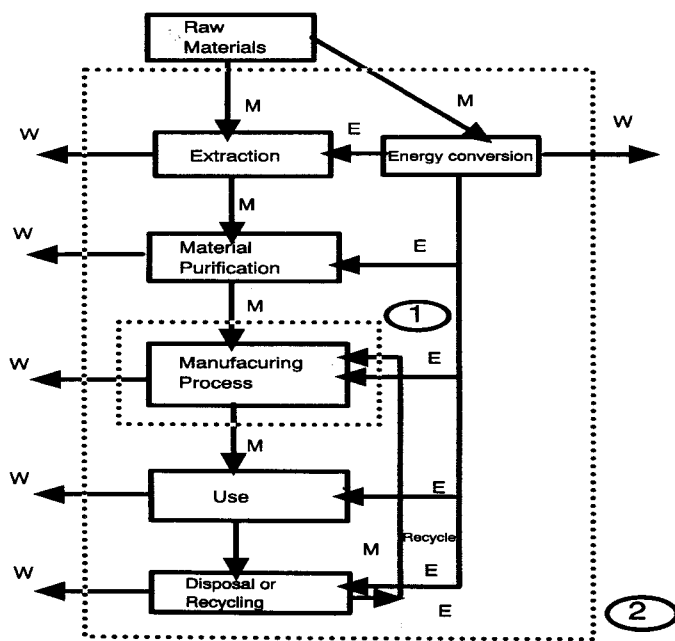 Raw
Materials
M
M
W
E
W
Extraction
Energy conversion
M
W
E
Material
Purification
M
1
Manufacuring
Process
E
W
M
W
Use
E
Recycle
M
W
Disposal or
Recycling
E
E
2